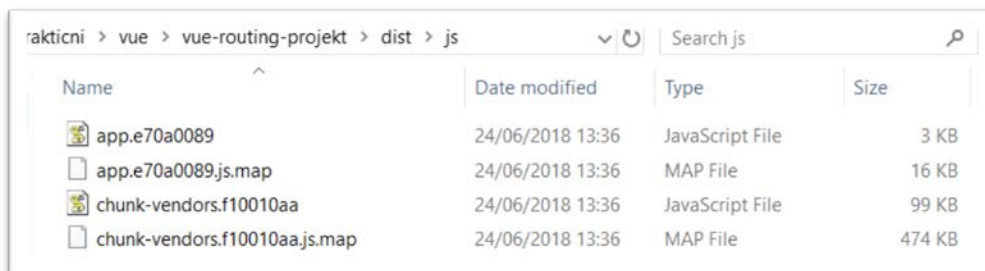 rakticni > vue > vue-routing-projekt > dist > js Search js
Name Date modified Type Size
app.e70a0089 24/06/2018 13:36 JavaScript File 3 KB
app.e70a0089.js.map 24/06/2018 13:36 MAP File 16 KB
chunk-vendors.f10010aa 24/06/2018 13:36 JavaScript File 99 KB
chunk-vendors.f10010aa.js.map 24/06/2018 13:36 MAP File 474 KB